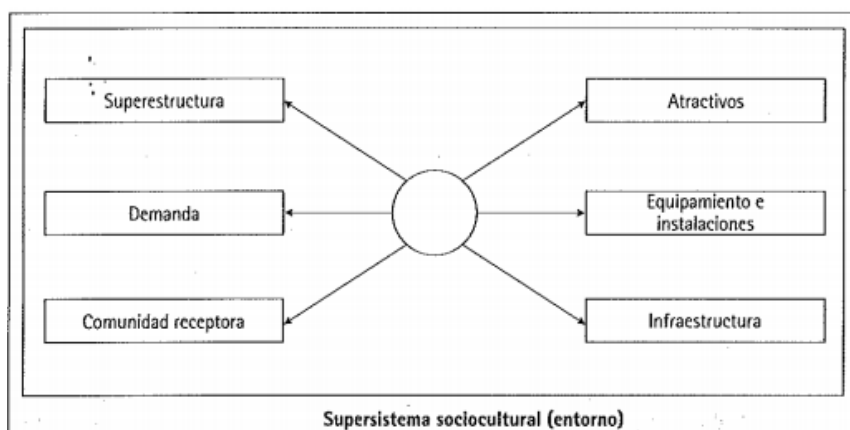 Superestructura
Atractivos
Demanda
Equipamiento e
instalaciones
Comunidad receptora
Infraestructura
Supersistema sociocultural (entorno)